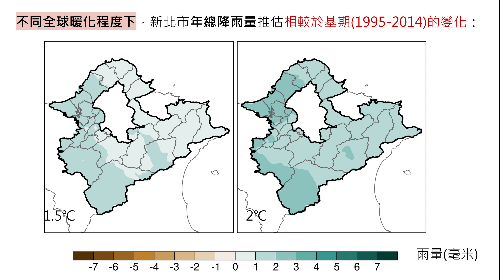 不同全球暖化程度下，新北市年總降雨量推估相較於基期(1995-2014)的變化：
1.5℃
2℃
-7 -6 -5 -4 -3 -2 -1 0 1 2 3 4 5 6 7
雨量(毫米)